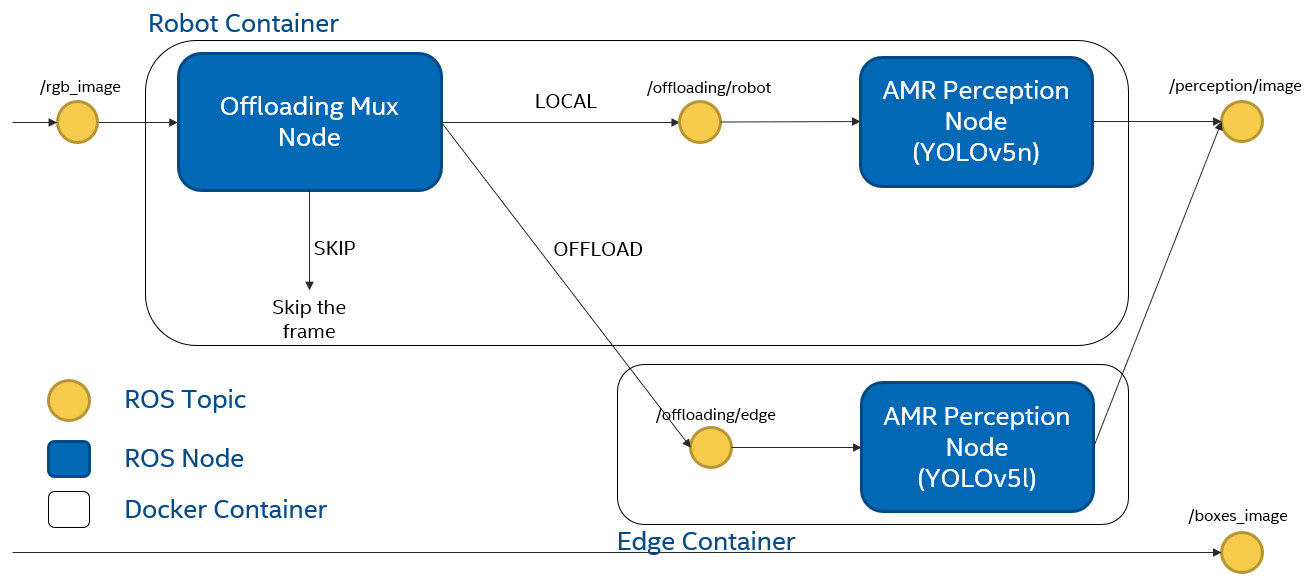 Robot Container
/rgb_image
Offloading Mux
Node
LOCAL
/offloading/robot
AMR Perception
Node
(YOLOv5n)
/perception/image
SKIP
Skip the
frame
OFFLOAD
/offloading/edge
AMR Perception
Node
(YOLOv5l)
Edge Container
/boxes_image
ROS Topic
ROS Node
Docker Container